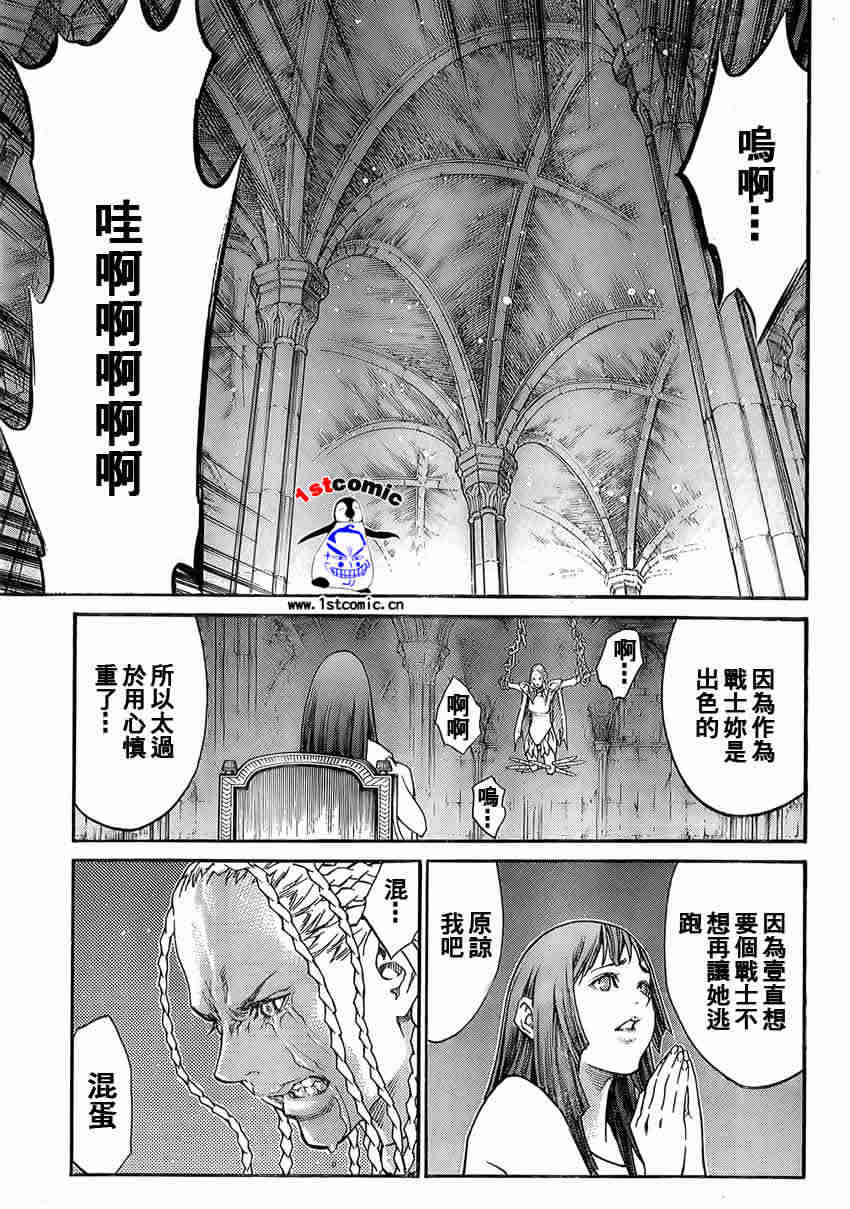 嗚啊⋯
哇啊啊啊啊啊
1stcomic
www.1stcomic.cn
因為作為
戰士妳是
出色的
啊⋯
啊啊
嗚⋯
所以太過
於用心慎
重了⋯
因為壹直想
要個戰士不
想再讓她逃
跑
原諒
我吧
混⋯
混蛋